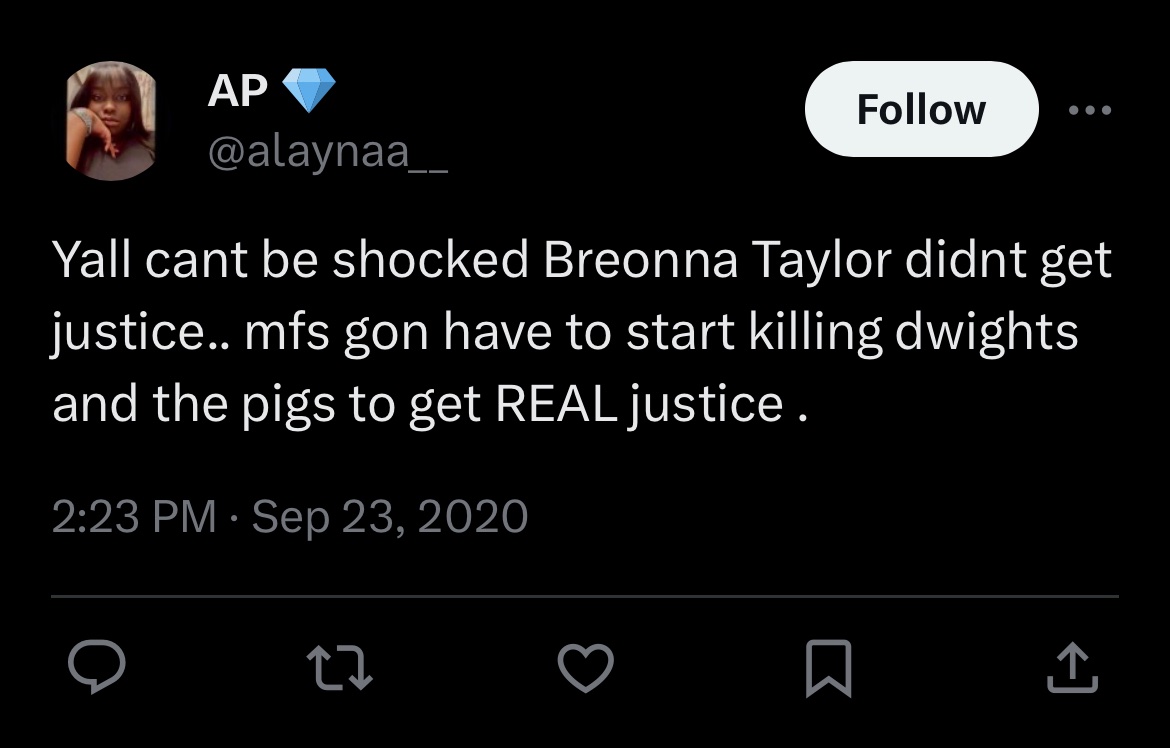 AP 💎
@alaynaa__
Follow
Yall cant be shocked Breonna Taylor didnt get
justice.. mfs gon have to start killing dwights
and the pigs to get REAL justice .
2:23 PM · Sep 23, 2020